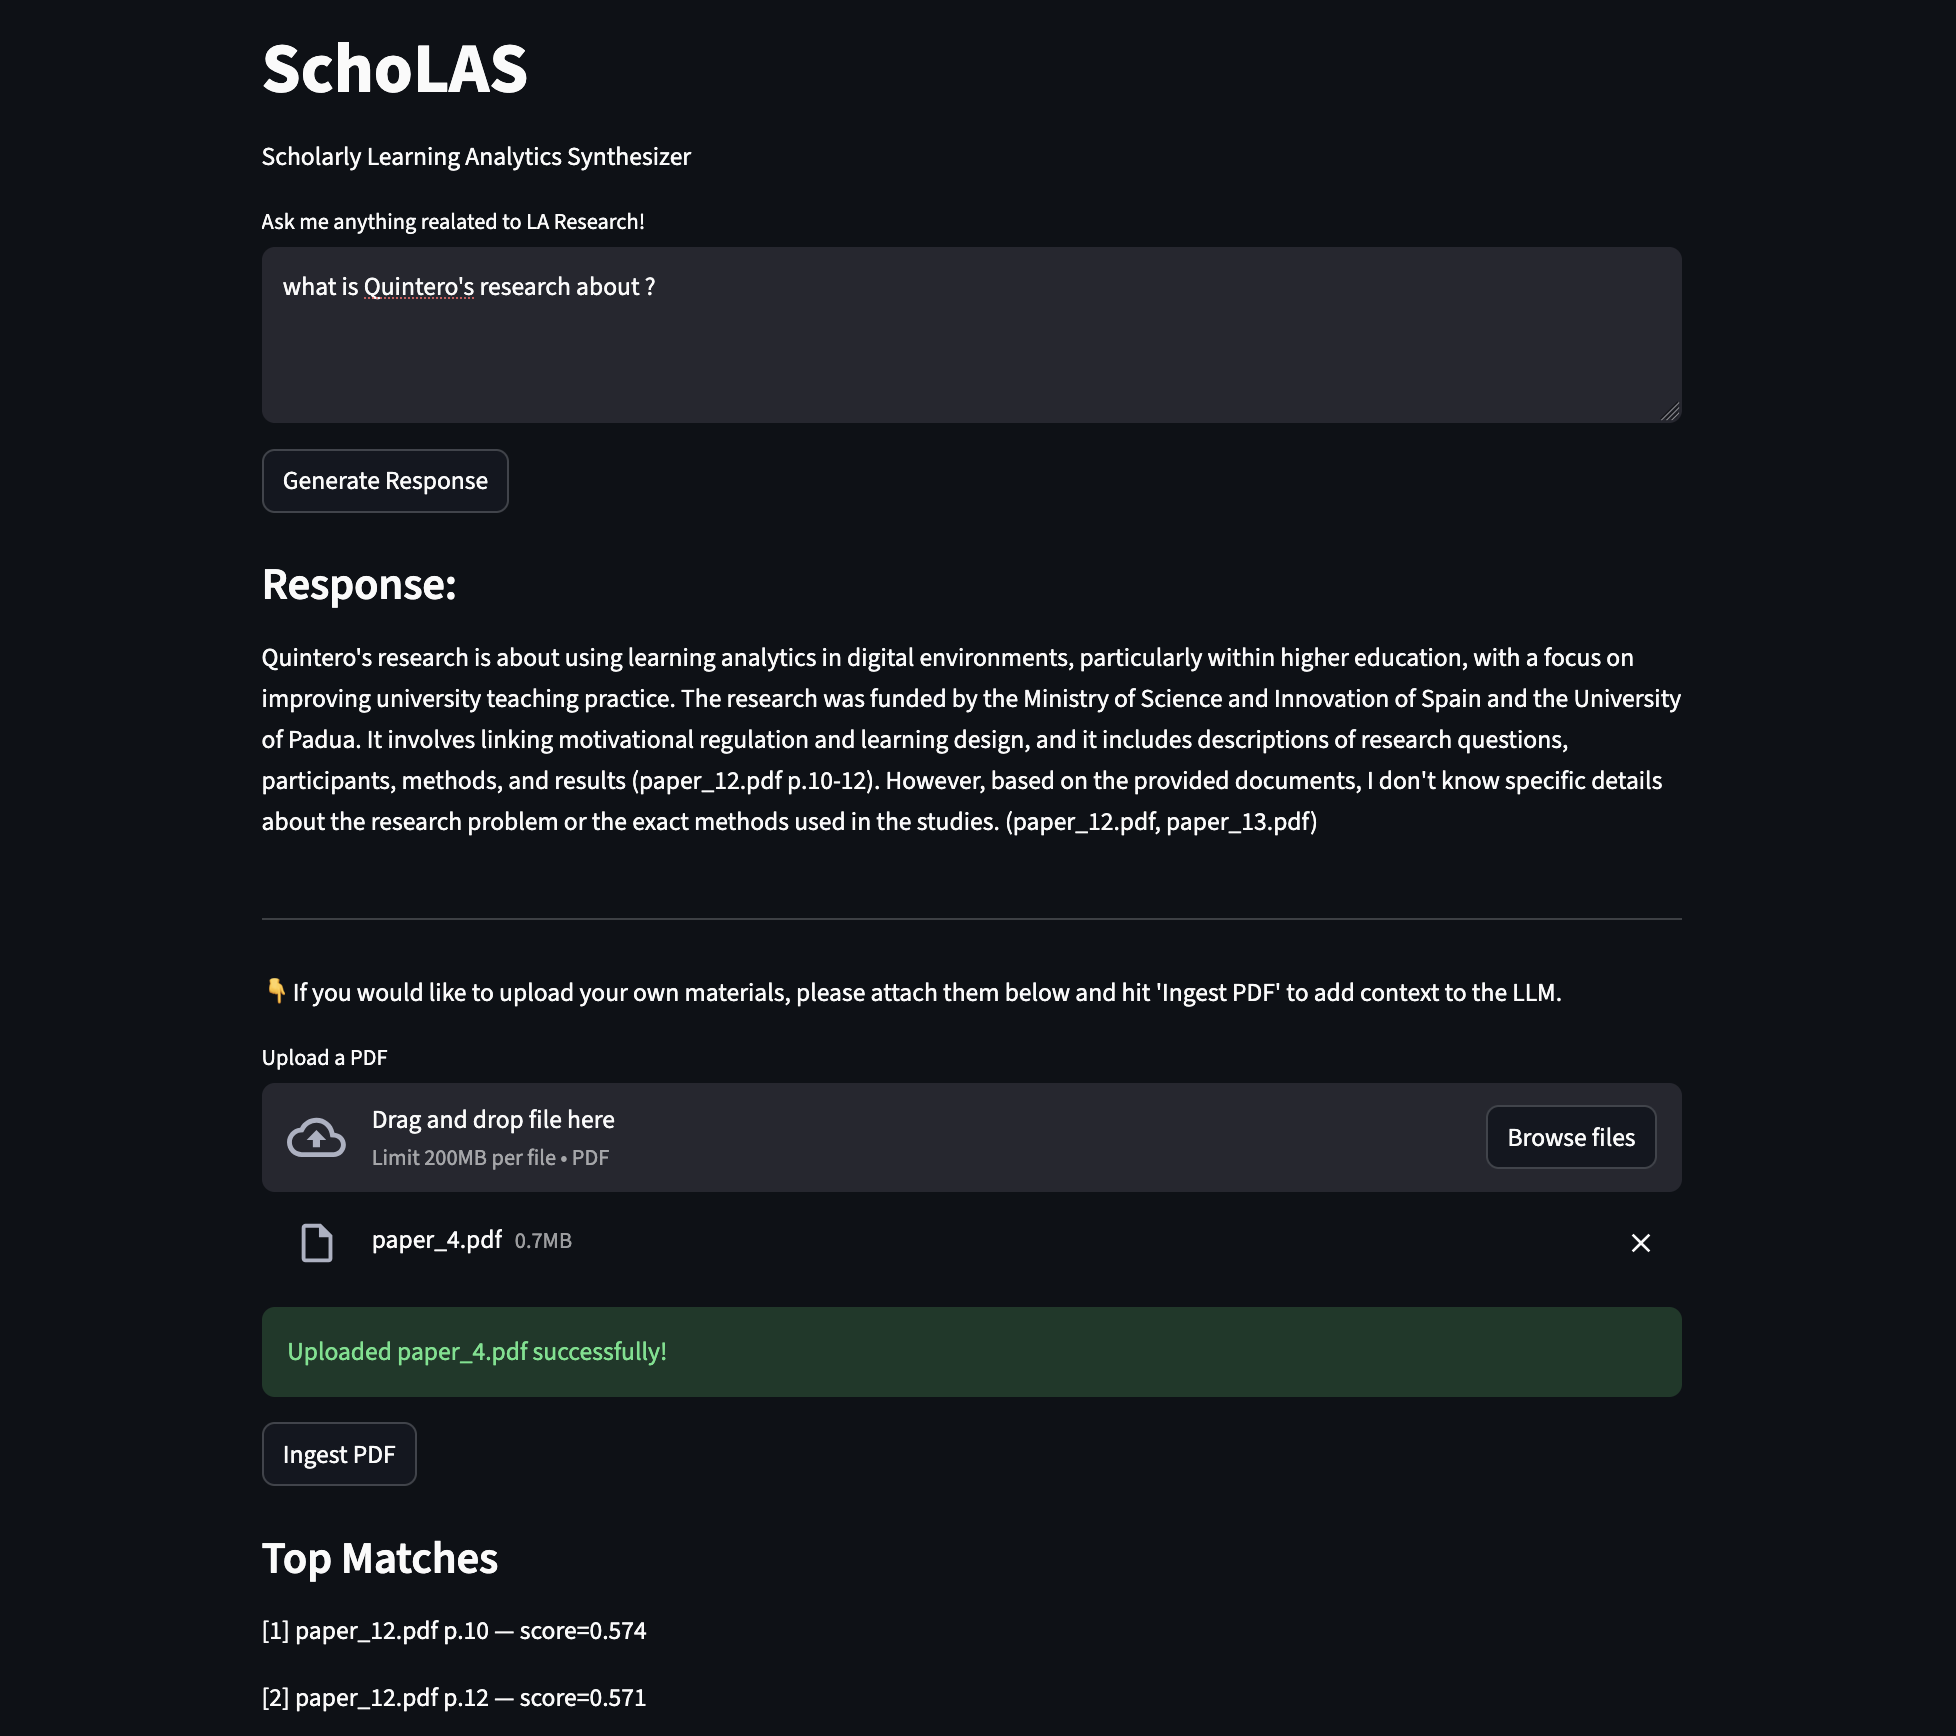 SchoLAS
Scholarly Learning Analytics Synthesizer
Ask me anything realated to LA Research!
what is Quintero's research about ?
Generate Response
Response:
Quintero's research is about using learning analytics in digital environments, particularly within higher education, with a focus on
improving university teaching practice. The research was funded by the Ministry of Science and Innovation of Spain and the University
of Padua. It involves linking motivational regulation and learning design, and it includes descriptions of research questions,
participants, methods, and results (paper_12.pdf p.10-12). However, based on the provided documents, I don't know specific details
about the research problem or the exact methods used in the studies. (paper_12.pdf, paper_13.pdf)
👇 If you would like to upload your own materials, please attach them below and hit 'Ingest PDF' to add context to the LLM.
Upload a PDF
Drag and drop file here
Limit 200MB per file • PDF
Browse files
paper_4.pdf 0.7MB
Uploaded paper_4.pdf successfully!
Ingest PDF
Top Matches
[1] paper_12.pdf p.10 — score=0.574
[2] paper_12.pdf p.12 — score=0.571